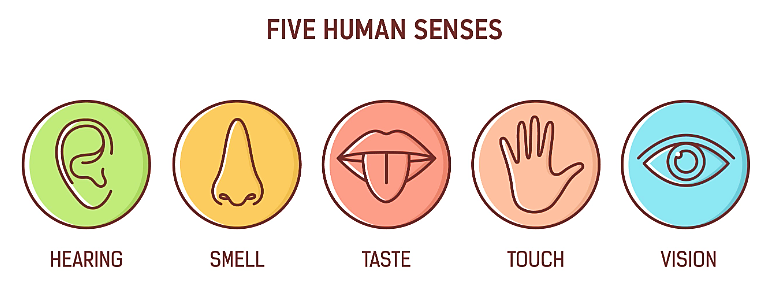 FIVE HUMAN SENSES
HEARING
SMELL
TASTE
TOUCH
VISION